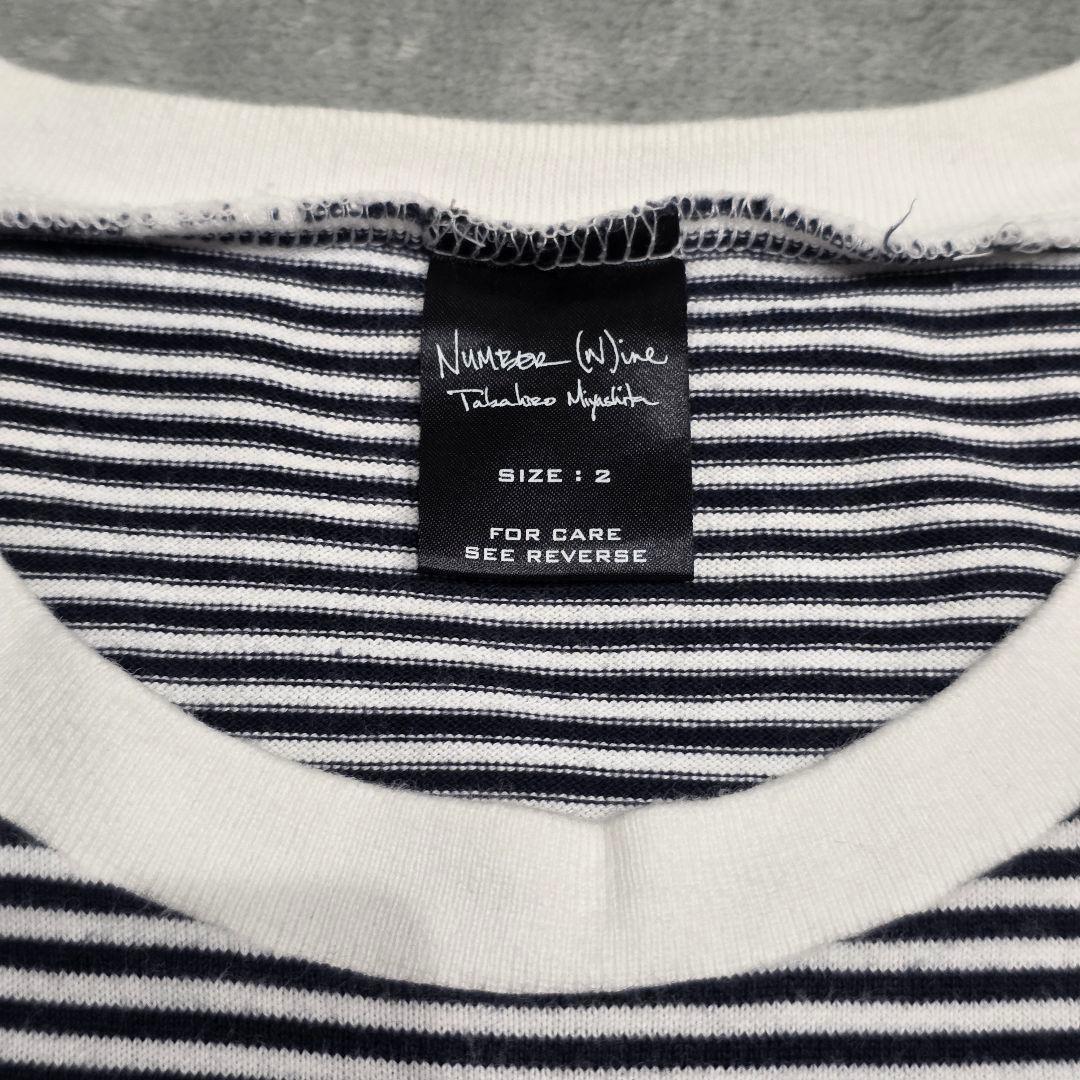 NUMBER (N)ine
Takahiro Miyashita
SIZE : 2
FOR CARE
SEE REVERSE